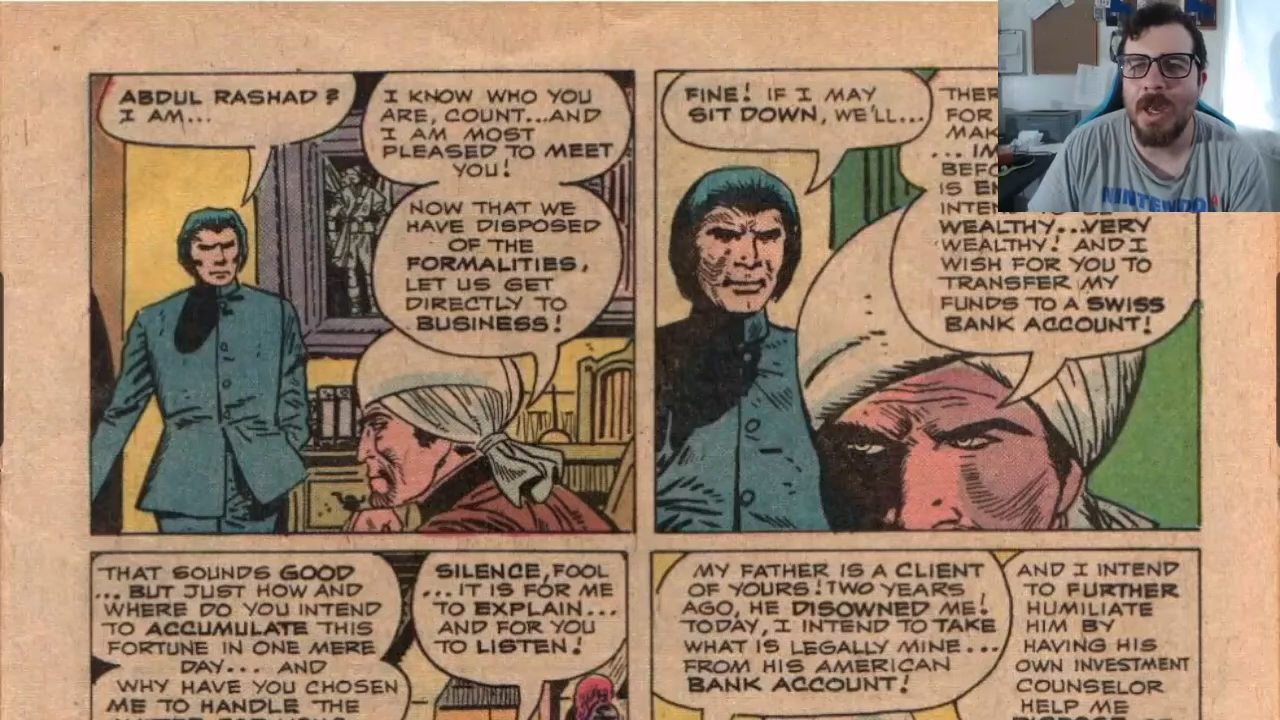 ABDUL RASHAD?
I AM...
I KNOW WHO YOU
ARE, COUNT...AND
I AM MOST
PLEASED TO MEET
YOU!
NOW THAT WE
HAVE DISPOSED
OF THE
FORMALITIES,
LET US GET
DIRECTLY TO
BUSINESS!
FINE! IF I MAY
SIT DOWN, WE'LL...
FOR
WEALTHY...VERY
WEALTHY! AND I
WISH FOR YOU TO
TRANSFER MY
FUNDS TO A SWISS
BANK ACCOUNT!
THAT SOUNDS GOOD
...BUT JUST HOW AND
WHERE DO YOU INTEND
TO ACCUMULATE THIS
FORTUNE IN ONE MERE
DAY... AND
WHY HAVE YOU CHOSEN
ME TO HANDLE THE
SILENCE, FOOL
...IT IS FOR ME
TO EXPLAIN...
AND FOR YOU
TO LISTEN!
MY FATHER IS A CLIENT
OF YOURS! TWO YEARS
AGO, HE DISOWNED ME!
TODAY, I INTEND TO TAKE
WHAT IS LEGALLY MINE...
FROM HIS AMERICAN
BANK ACCOUNT!
AND I INTEND
TO FURTHER
HUMILIATE
HIM BY
HAVING HIS
OWN INVESTMENT
COUNSELOR
HELP ME
NINTENDO